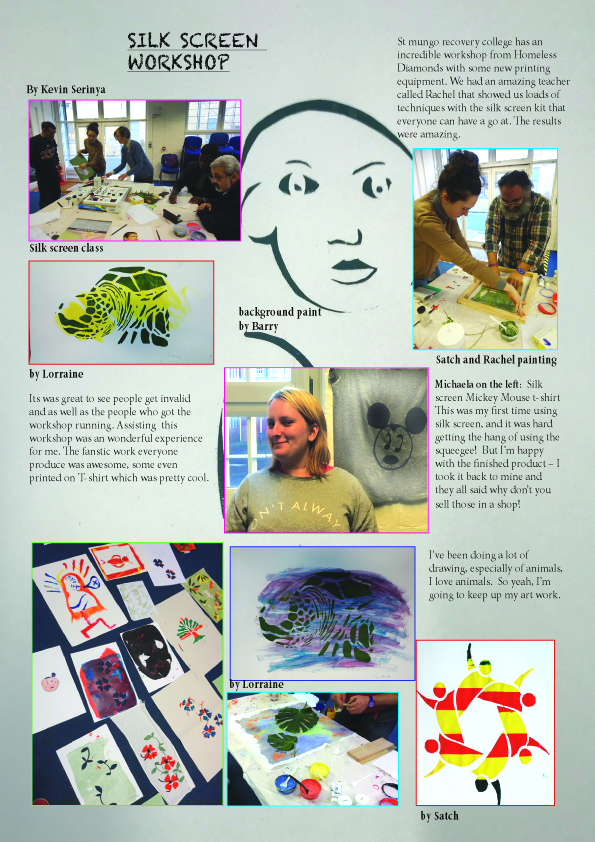 SILK SCREEN
WORKSHOP
By Kevin Serinya
St mungo recovery college has an
incredible workshop from Homeless
Diamonds with some new printing
equipment. We had an amazing teacher
called Rachel that showed us loads of
techniques with the silk screen kit that
everyone can have a go at. The results
were amazing.
Silk screen class
background paint
by Barry
Satch and Rachel painting
by Lorraine
Its was great to see people get invalid
and as well as the people who got the
workshop running. Assisting this
workshop was an wonderful experience
for me. The fanstic work everyone
produce was awesome, some even
printed on T-shirt which was pretty cool.
ON'T ALWAY
Michaela on the left: Silk
screen Mickey Mouse t-shirt
This was my first time using
silk screen, and it was hard
getting the hang of using the
squeegee! But I'm happy
with the finished product – I
took it back to mine and
they all said why don't you
sell those in a shop!
I've been doing a lot of
drawing, especially of animals,
I love animals. So yeah, I'm
going to keep up my art work.
by Lorraine
by Satch